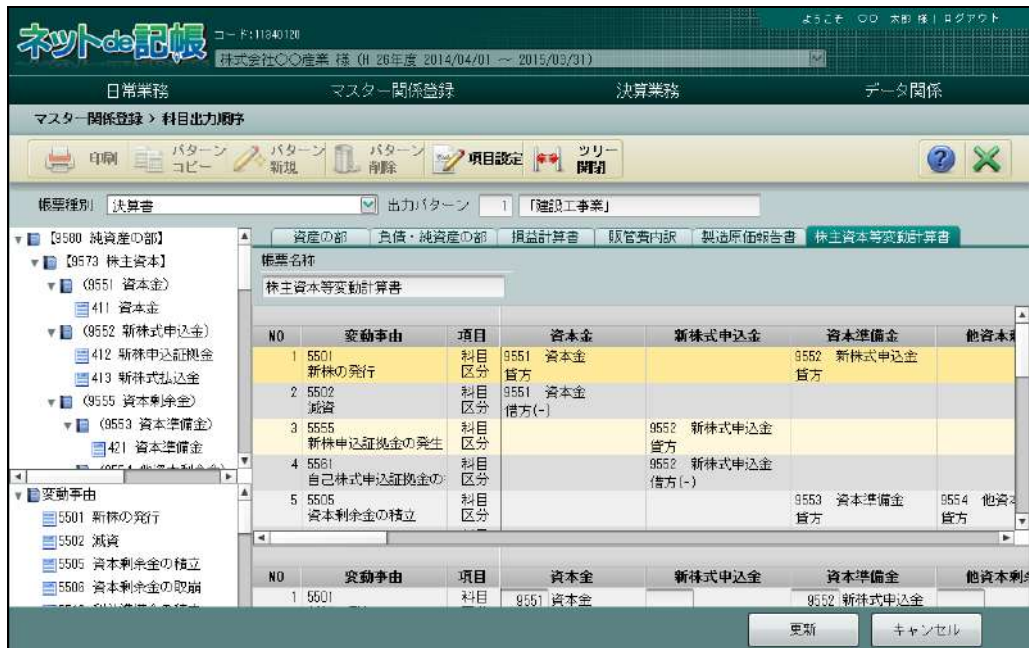 ようこそ 〇〇 太郎 様 | ログアウト
ネットde記帳 コード:11840120
株式会社〇〇産業 様 (H 26年度 2014/04/01 ～ 2015/03/31)
日常業務 マスター関係登録 決算業務 データ関係
マスター関係登録 > 科目出力順序
印刷 パターンコピー パターン新規 パターン削除 項目設定 ツリー開閉
帳票種別 決算書 出力パターン 1 「建設工事業」
【9580 純資産の部】
【9573 株主資本】
(9551 資本金)
411 資本金
(9552 新株式申込金)
412 新株申込証拠金
413 新株式払込金
(9555 資本剰余金)
(9553 資本準備金)
421 資本準備金
変動事由
5501 新株の発行
5502 減資
5505 資本剰余金の積立
5506 資本剰余金の取崩
資産の部 負債・純資産の部 損益計算書 販管費内訳 製造原価報告書 株主資本等変動計算書
帳票名称
株主資本等変動計算書
NO 変動事由 項目 資本金 新株式申込金 資本準備金 他資本剰
1 5501 科目 9551 資本金 9552 新株式申込金
新株の発行 区分 貸方 貸方
2 5502 科目 9551 資本金
減資 区分 借方(-)
3 5555 科目 9552 新株式申込金
新株申込証拠金の発生 区分 貸方
4 5561 科目 9552 新株式申込金
自己株式申込証拠金の 区分 借方(-)
5 5505 科目 9553 資本準備金 9554 他資本
資本剰余金の積立 区分 貸方 貸方
NO 変動事由 項目 資本金 新株式申込金 資本準備金 他資本剰
1 5501 科目 9551 資本金 9552 新株式申込金
更新 キャンセル